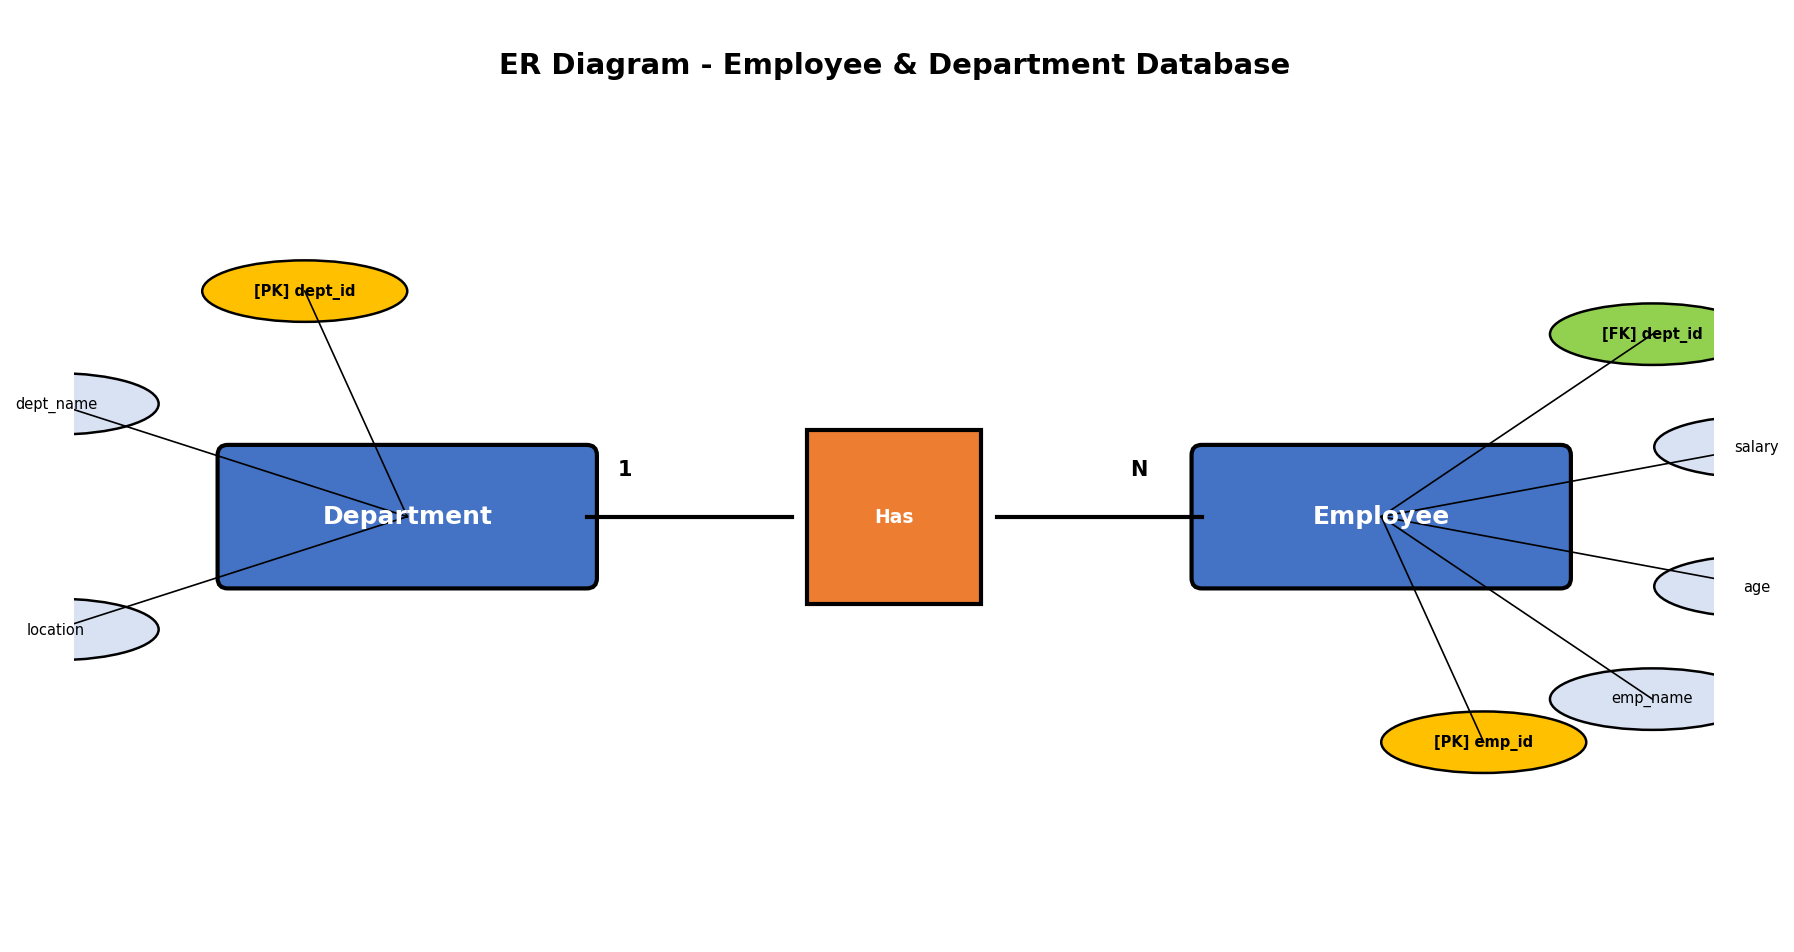 ER Diagram - Employee & Department Database
[PK] dept_id
[FK] dept_id
dept_name
salary
1
N
Department
Has
Employee
age
location
emp_name
[PK] emp_id